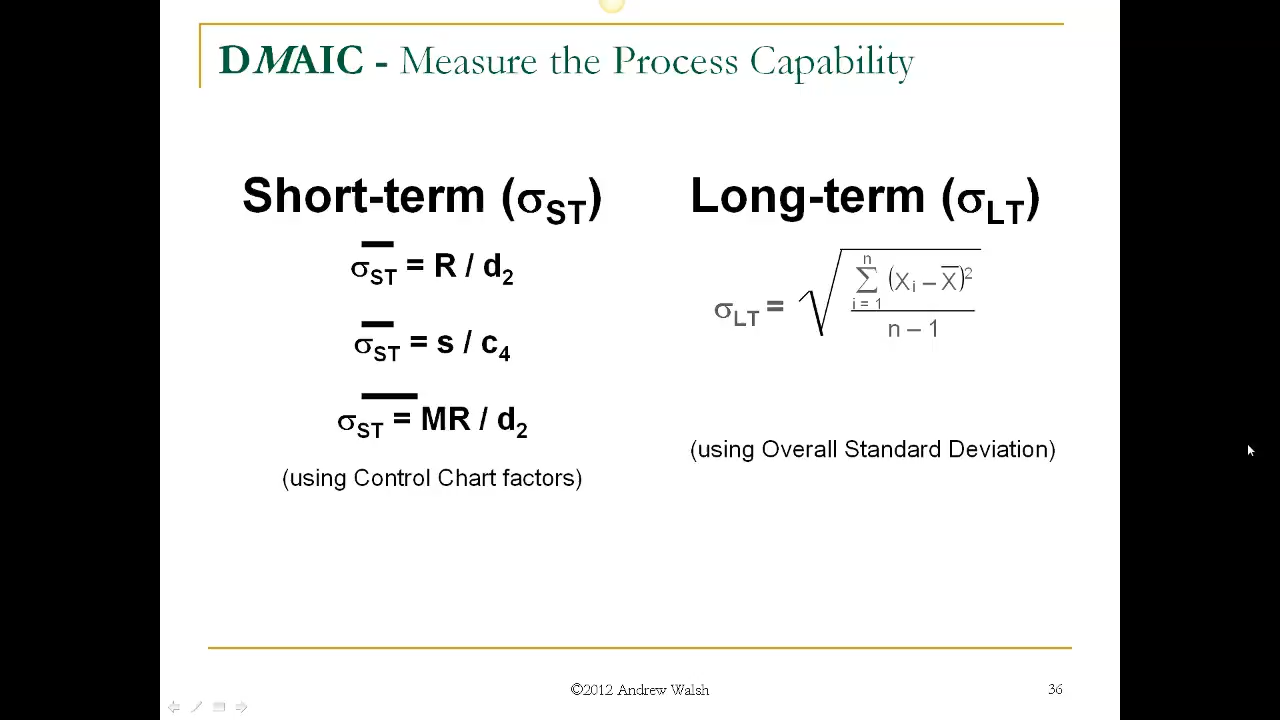 DMAIC - Measure the Process Capability
Short-term (σST)
σST = R / d2
σST = s / c4
σST = MR / d2
(using Control Chart factors)
Long-term (σLT)
σLT = √( n Σ i = 1 (Xi – X̅)² / n – 1 )
(using Overall Standard Deviation)
©2012 Andrew Walsh
36